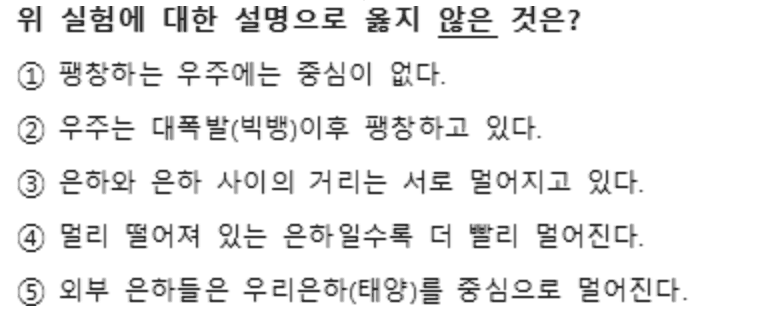 위 실험에 대한 설명으로 옳지 않은 것은?
① 팽창하는 우주에는 중심이 없다.
② 우주는 대폭발(빅뱅)이후 팽창하고 있다.
③ 은하와 은하 사이의 거리는 서로 멀어지고 있다.
④ 멀리 떨어져 있는 은하일수록 더 빨리 멀어진다.
⑤ 외부 은하들은 우리은하(태양)를 중심으로 멀어진다.